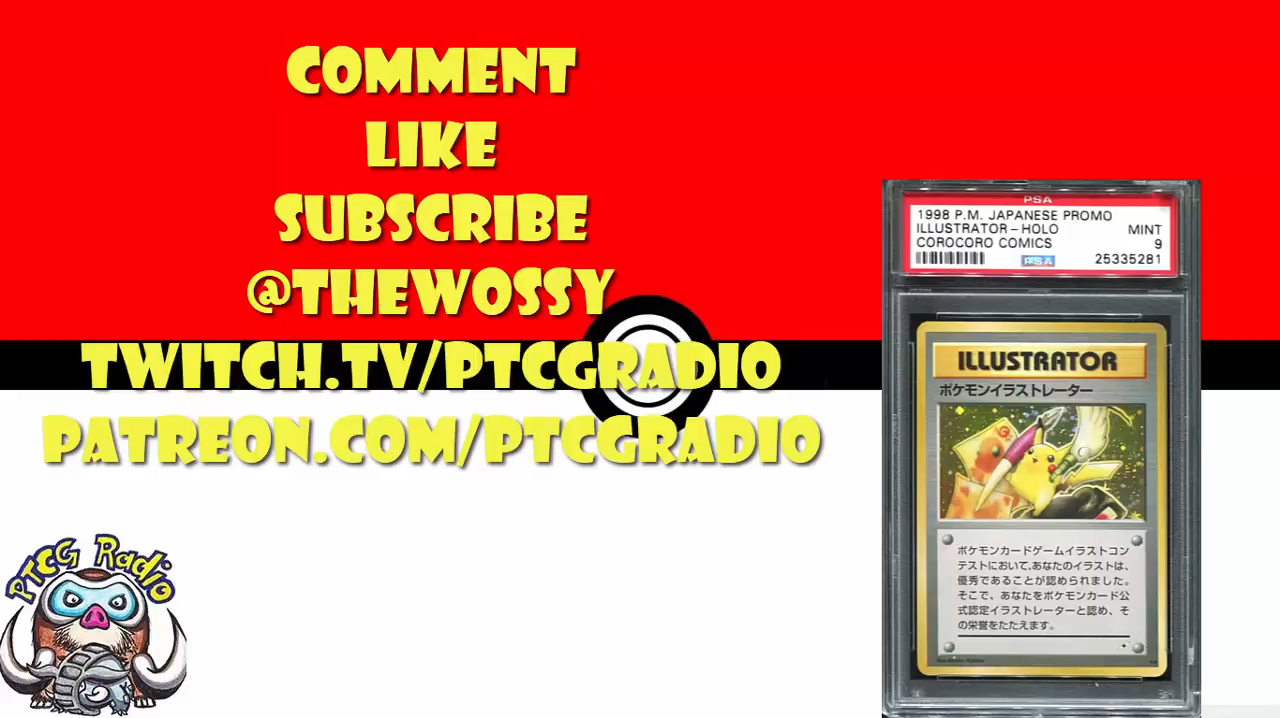 COMMENT
LIKE
SUBSCRIBE
@THEWOSSY
TWITCH.TV/PTCGRADIO
PATREON.COM/PTCGRADIO
PTCG Radio
PSA
1998 P.M. JAPANESE PROMO
ILLUSTRATOR - HOLO MINT
COROCORO COMICS 9
PSA 25335281
ILLUSTRATOR
ポケモンイラストレーター
ポケモンカードゲームイラストコン
テストにおいて、あなたのイラストは、
優秀であることが認められました。
そこで、あなたをポケモンカード公
式認定イラストレーターと認め、そ
の栄誉をたたえます。